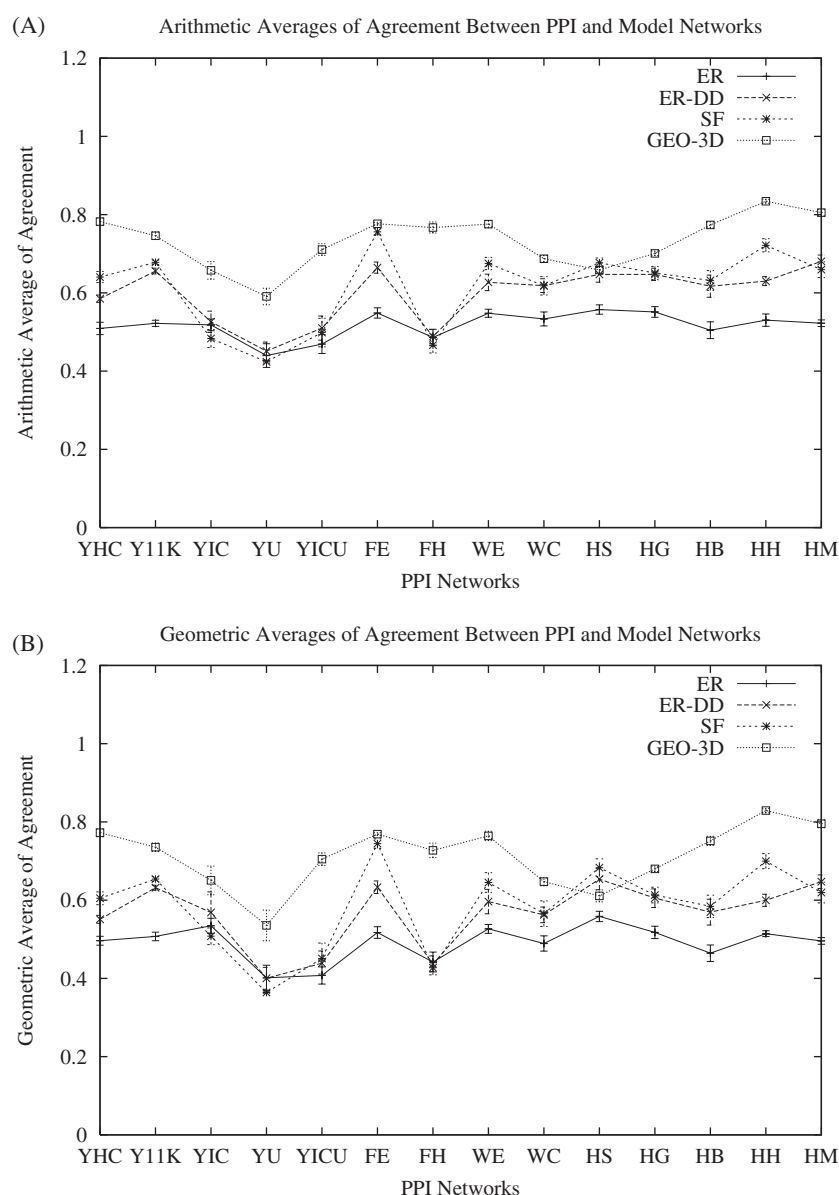 (A)
Arithmetic Averages of Agreement Between PPI and Model Networks
1.2
1
0.8
0.6
0.4
0.2
0
Arithmetic Average of Agreement
ER
ER-DD
SF
GEO-3D
YHC Y11K YIC YU YICU FE FH WE WC HS HG HB HH HM
PPI Networks
(B)
Geometric Averages of Agreement Between PPI and Model Networks
1.2
1
0.8
0.6
0.4
0.2
0
Geometric Average of Agreement
ER
ER-DD
SF
GEO-3D
YHC Y11K YIC YU YICU FE FH WE WC HS HG HB HH HM
PPI Networks